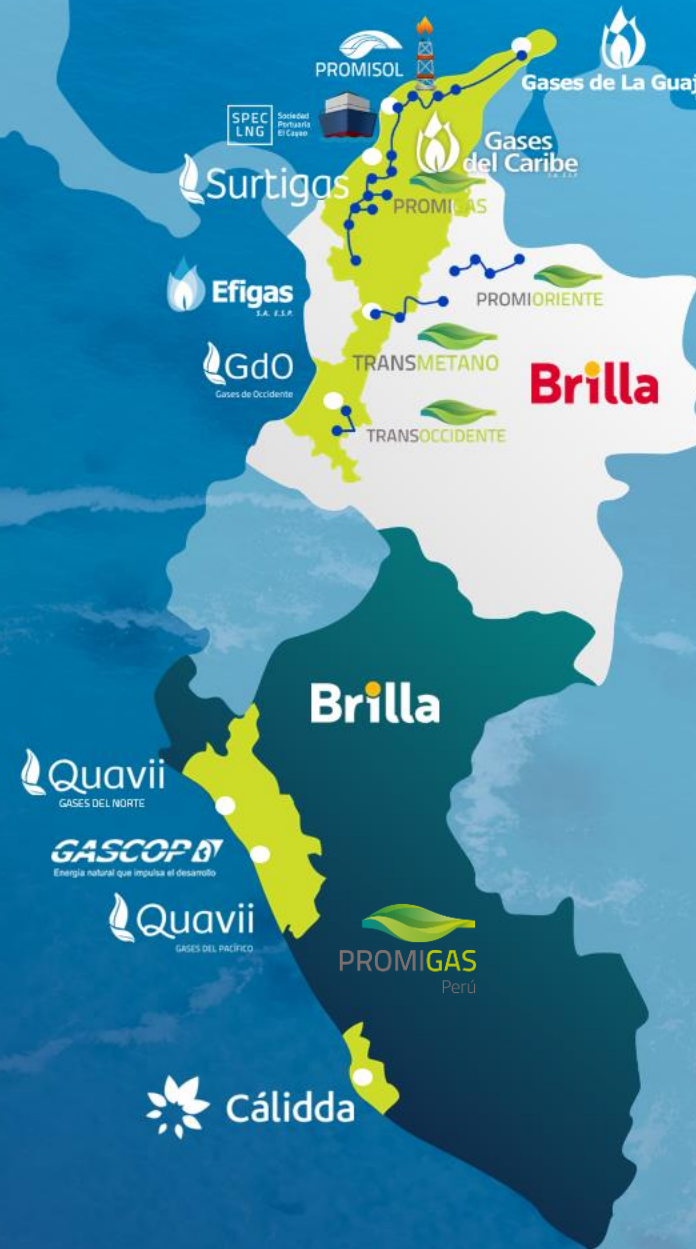 PROMISOL
Gases de La Guaj
SPEC
LNG
Sociedad
Portuaria
El Cayao
Gases
del Caribe
S.A. E.S.P.
Surtigas
PROMIGAS
Efigas
S.A. E.S.P.
PROMIORIENTE
GdO
Gases de Occidente
TRANSMETANO
Brilla
TRANSOCCIDENTE
Brilla
Quavii
GASES DEL NORTE
GASCOP
Energía natural que impulsa el desarrollo
Quavii
GASES DEL PACÍFICO
PROMIGAS
Perú
Cálidda